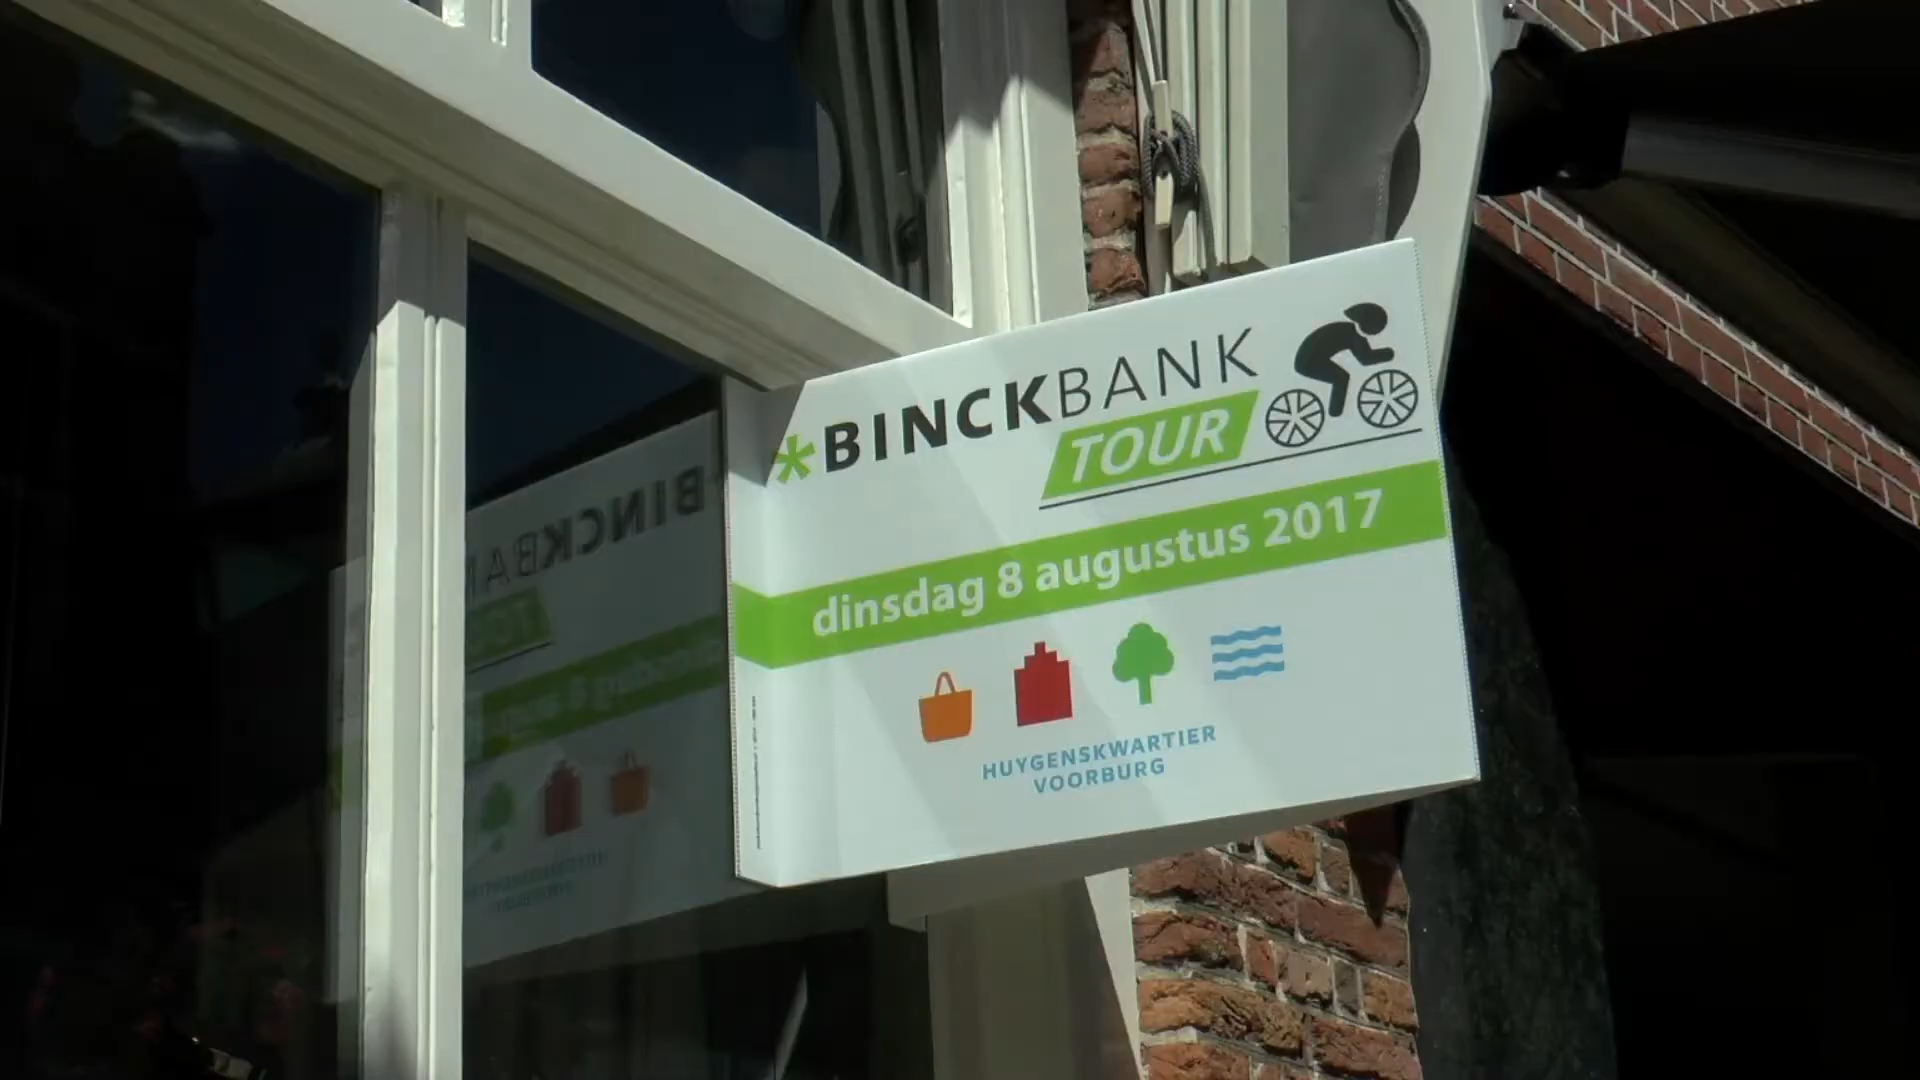 *BINCKBANK
TOUR
dinsdag 8 augustus 2017
HUYGENSKWARTIER
VOORBURG